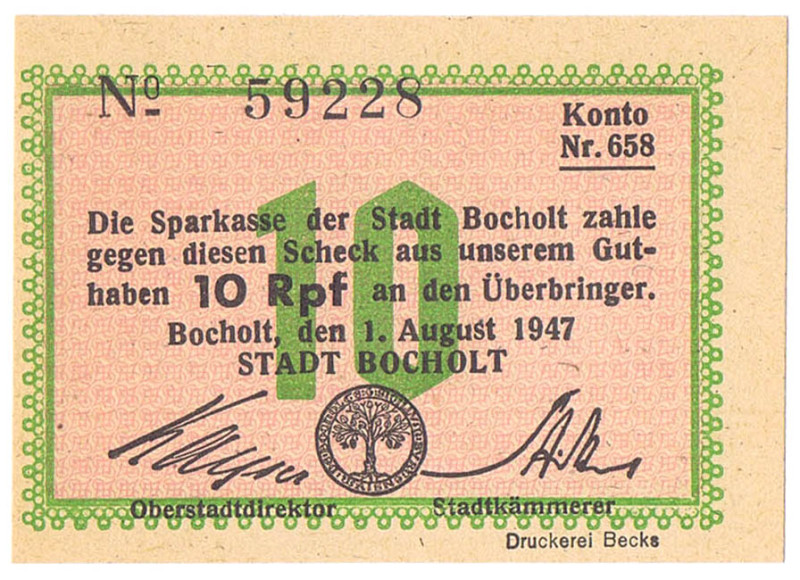 Nº 59228
Konto
Nr. 658
10
Die Sparkasse der Stadt Bocholt zahle
gegen diesen Scheck aus unserem Gut-
haben 10 Rpf an den Überbringer.
Bocholt, den 1. August 1947
STADT BOCHOLT
Oberstadtdirektor
Stadtkämmerer
Druckerei Becks